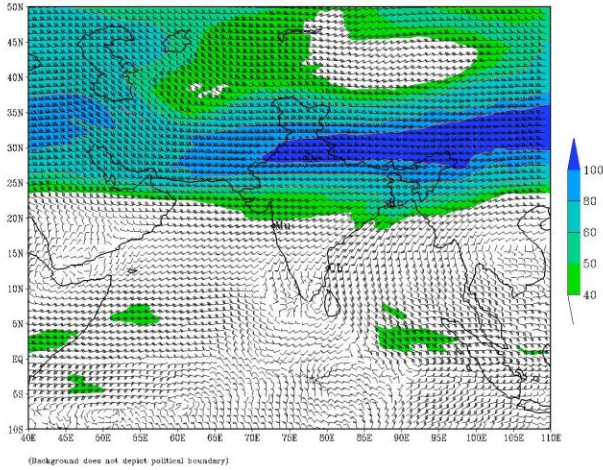 50N
45N
40N
35N
30N
25N
20N
15N
10N
5N
EQ
5S
10S
40E 45E 50E 55E 60E 65E 70E 75E 80E 85E 90E 95E 100E 105E 110E
100
80
60
50
40
Mu
(Background does not depict political boundary)